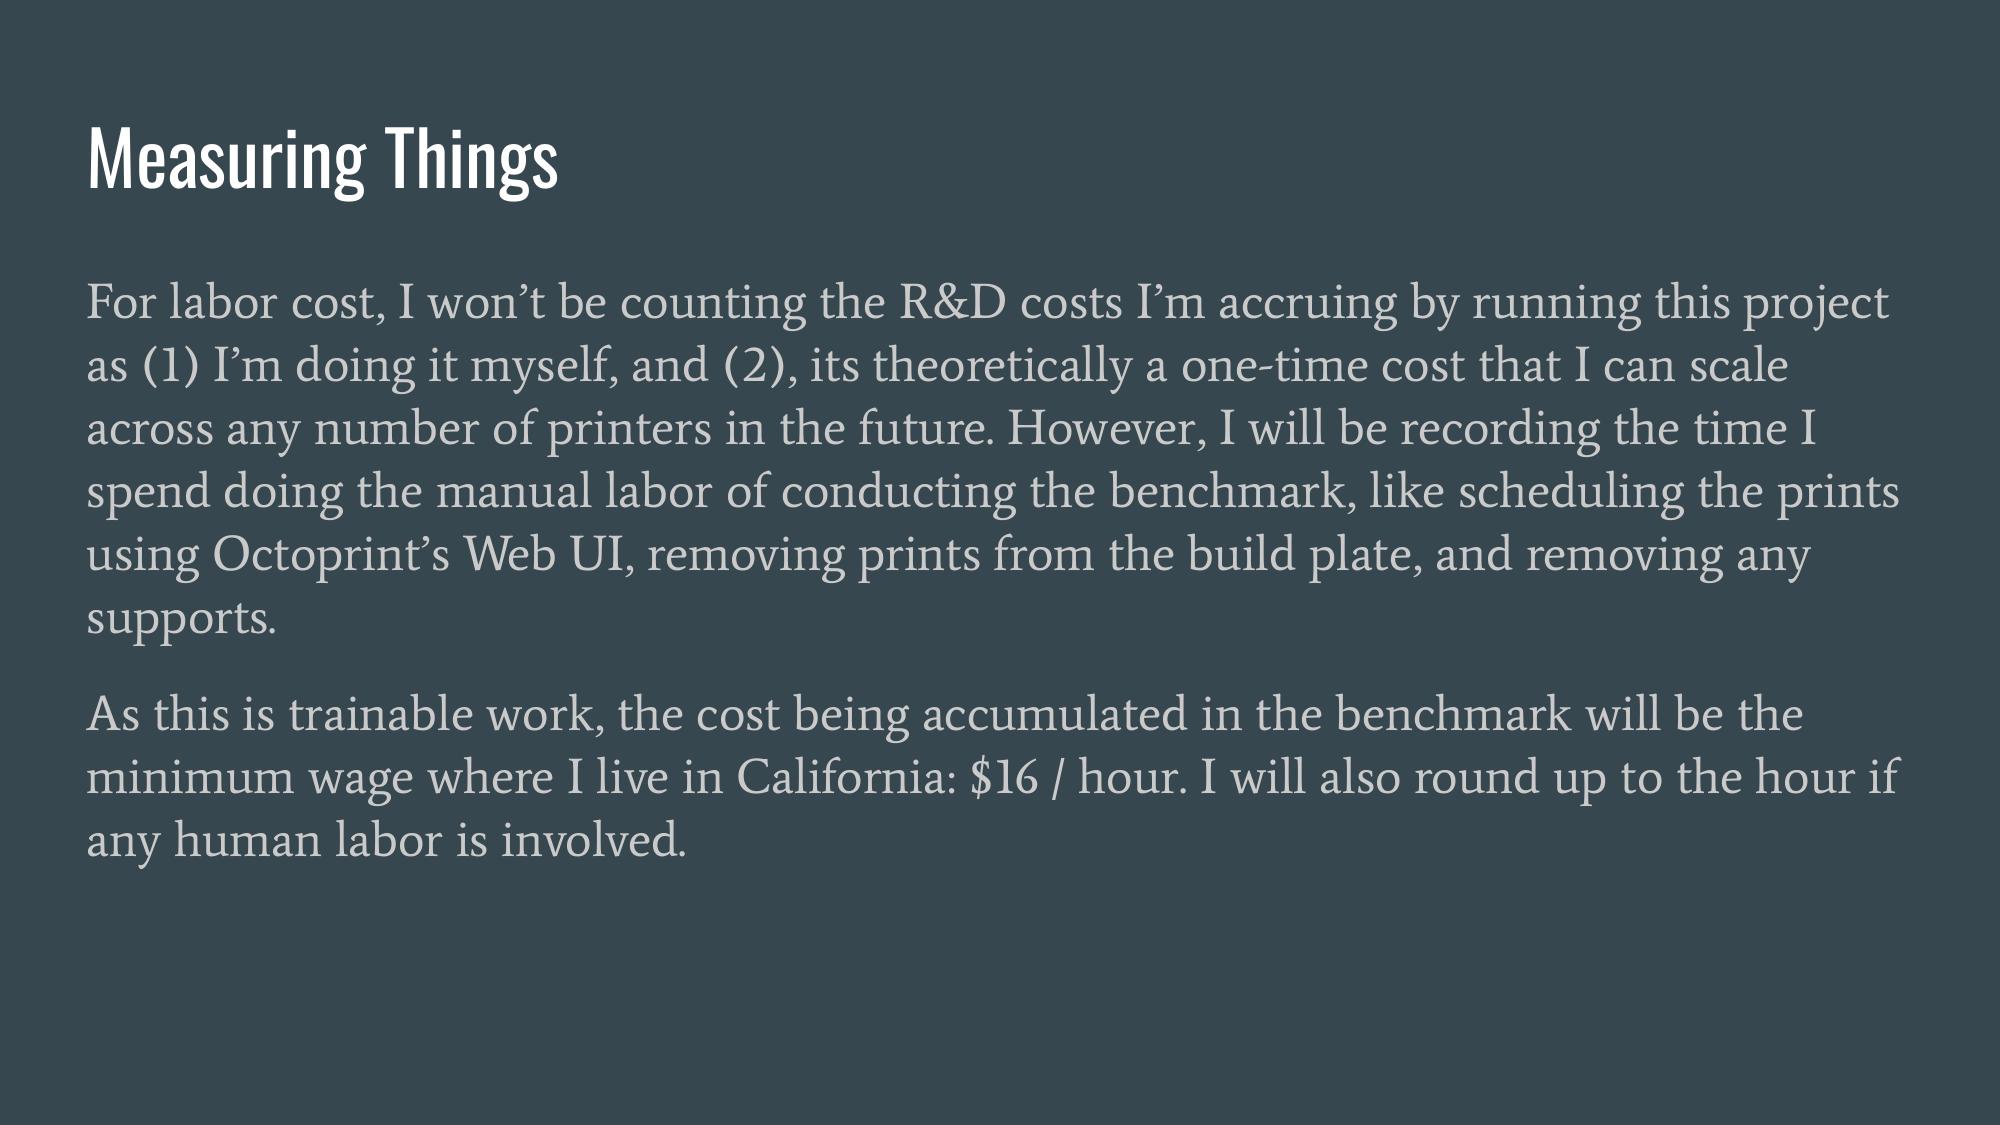 Measuring Things
For labor cost, I won’t be counting the R&D costs I’m accruing by running this project
as (1) I’m doing it myself, and (2), its theoretically a one-time cost that I can scale
across any number of printers in the future. However, I will be recording the time I
spend doing the manual labor of conducting the benchmark, like scheduling the prints
using Octoprint’s Web UI, removing prints from the build plate, and removing any
supports.
As this is trainable work, the cost being accumulated in the benchmark will be the
minimum wage where I live in California: $16 / hour. I will also round up to the hour if
any human labor is involved.